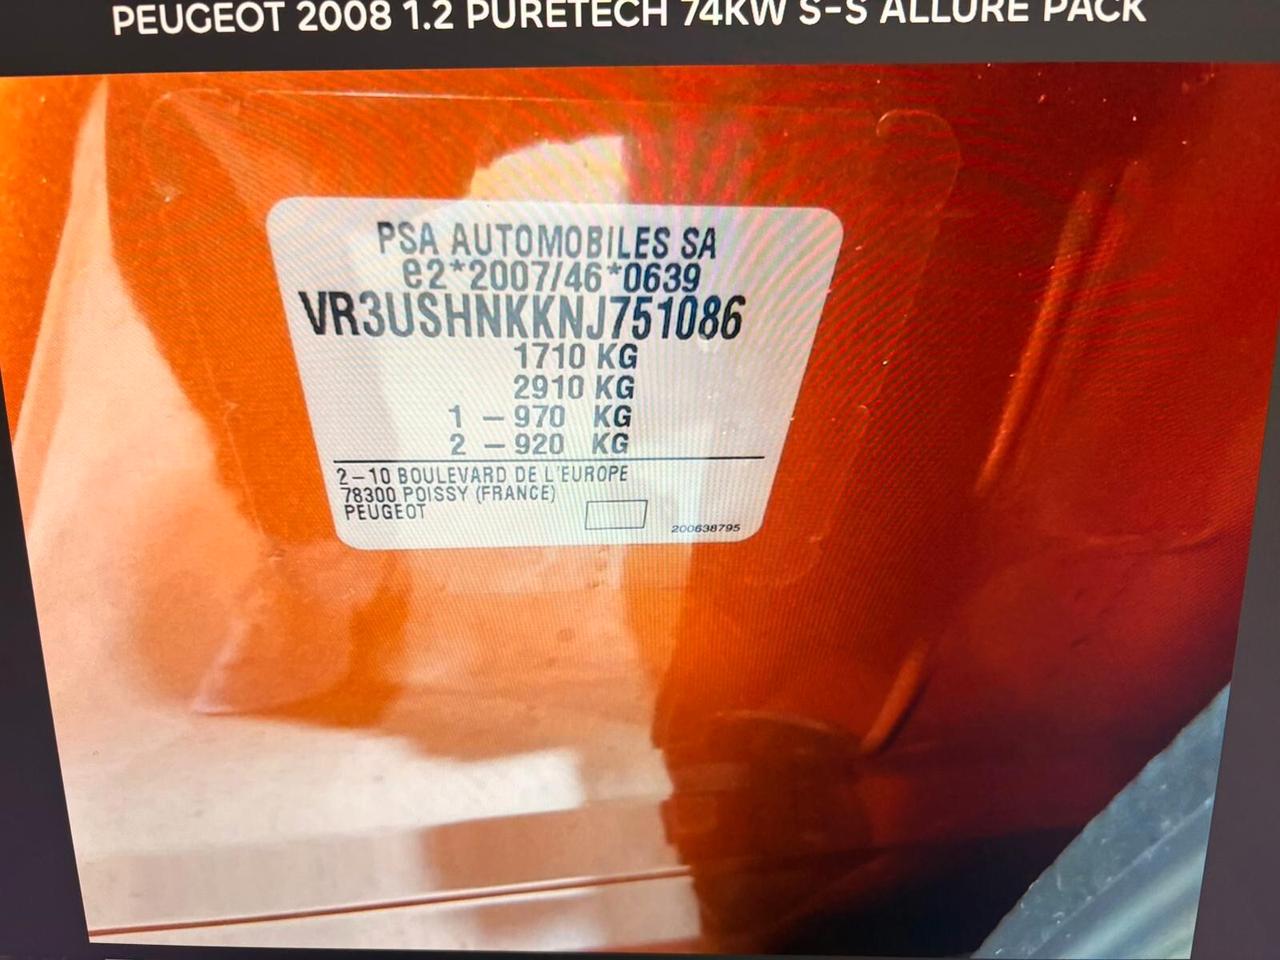 PEUGEOT 2008 1.2 PURETECH 74KW S-S ALLURE PACK
PSA AUTOMOBILES SA
e2*2007/46*0639
VR3USHNKKNJ751086
1710 KG
2910 KG
1 – 970 KG
2 – 920 KG
2–10 BOULEVARD DE L'EUROPE
78300 POISSY (FRANCE)
PEUGEOT
200638795